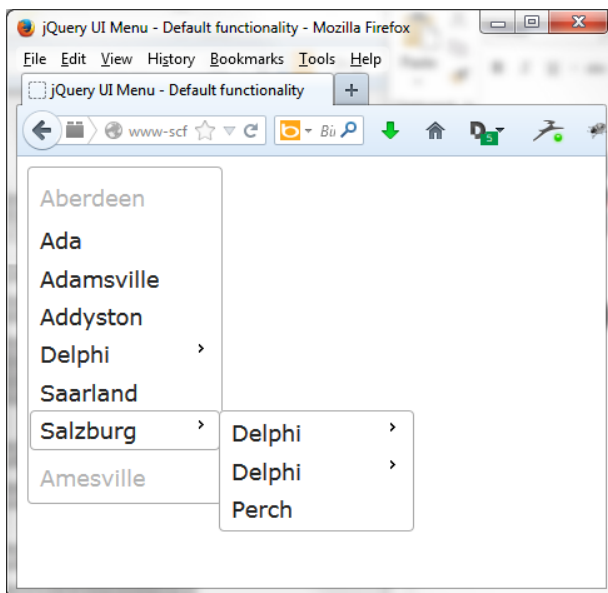 jQuery UI Menu - Default functionality - Mozilla Firefox
File Edit View History Bookmarks Tools Help
jQuery UI Menu - Default functionality
www-scf
5
Aberdeen
Ada
Adamsville
Addyston
Delphi
Saarland
Salzburg
Delphi
Delphi
Perch
Amesville